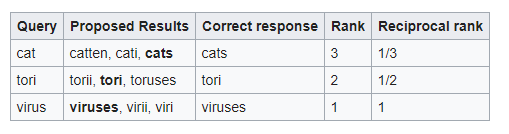 Query Proposed Results Correct response Rank Reciprocal rank
cat catten, cati, cats cats 3 1/3
tori torii, tori, toruses tori 2 1/2
virus viruses, virii, viri viruses 1 1